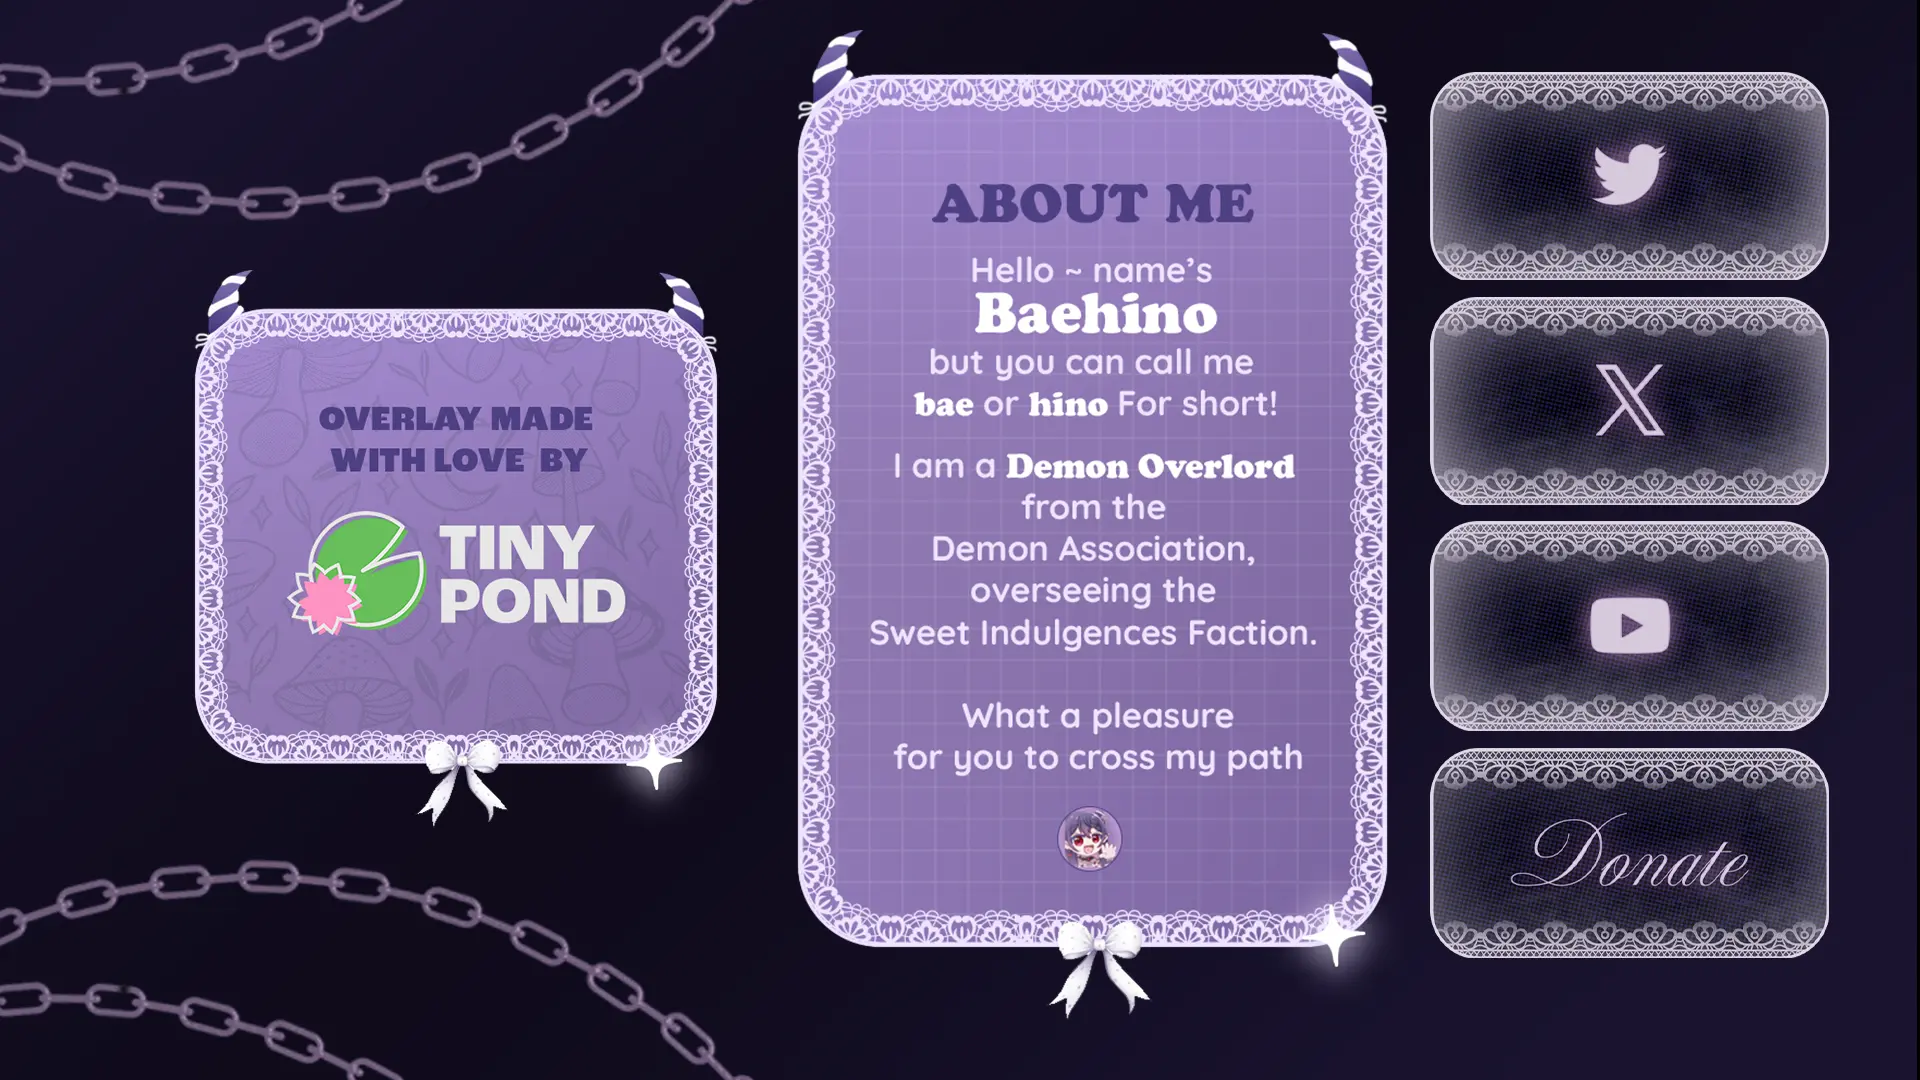 OVERLAY MADE
WITH LOVE BY
TINY
POND
ABOUT ME
Hello ~ name's
Baehino
but you can call me
bae or hino For short!
I am a Demon Overlord
from the
Demon Association,
overseeing the
Sweet Indulgences Faction.
What a pleasure
for you to cross my path
Donate